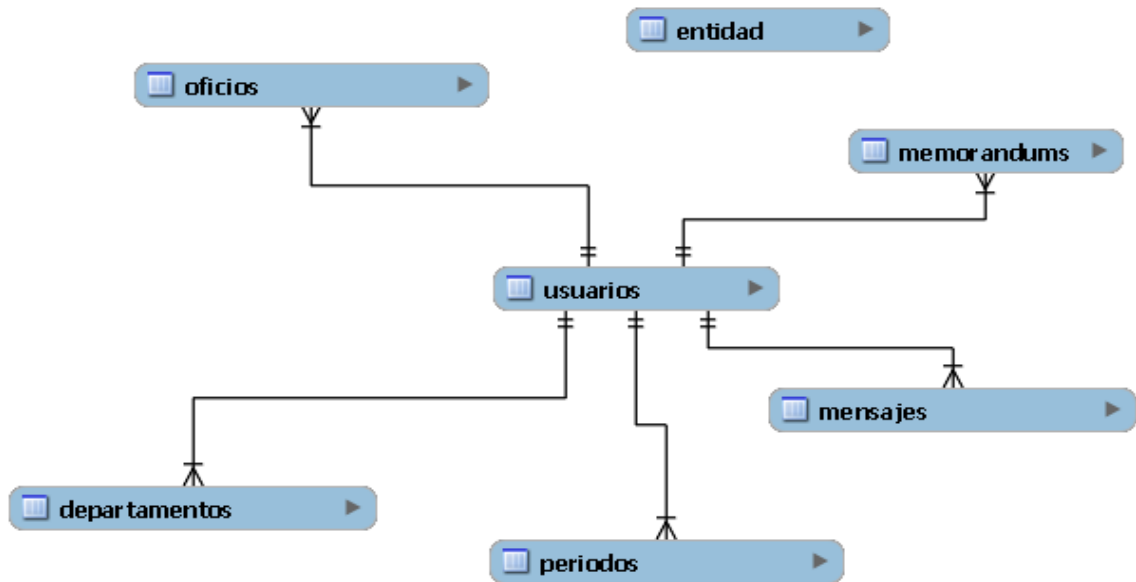 entidad
oficios
memorandums
usuarios
mensajes
departamentos
periodos